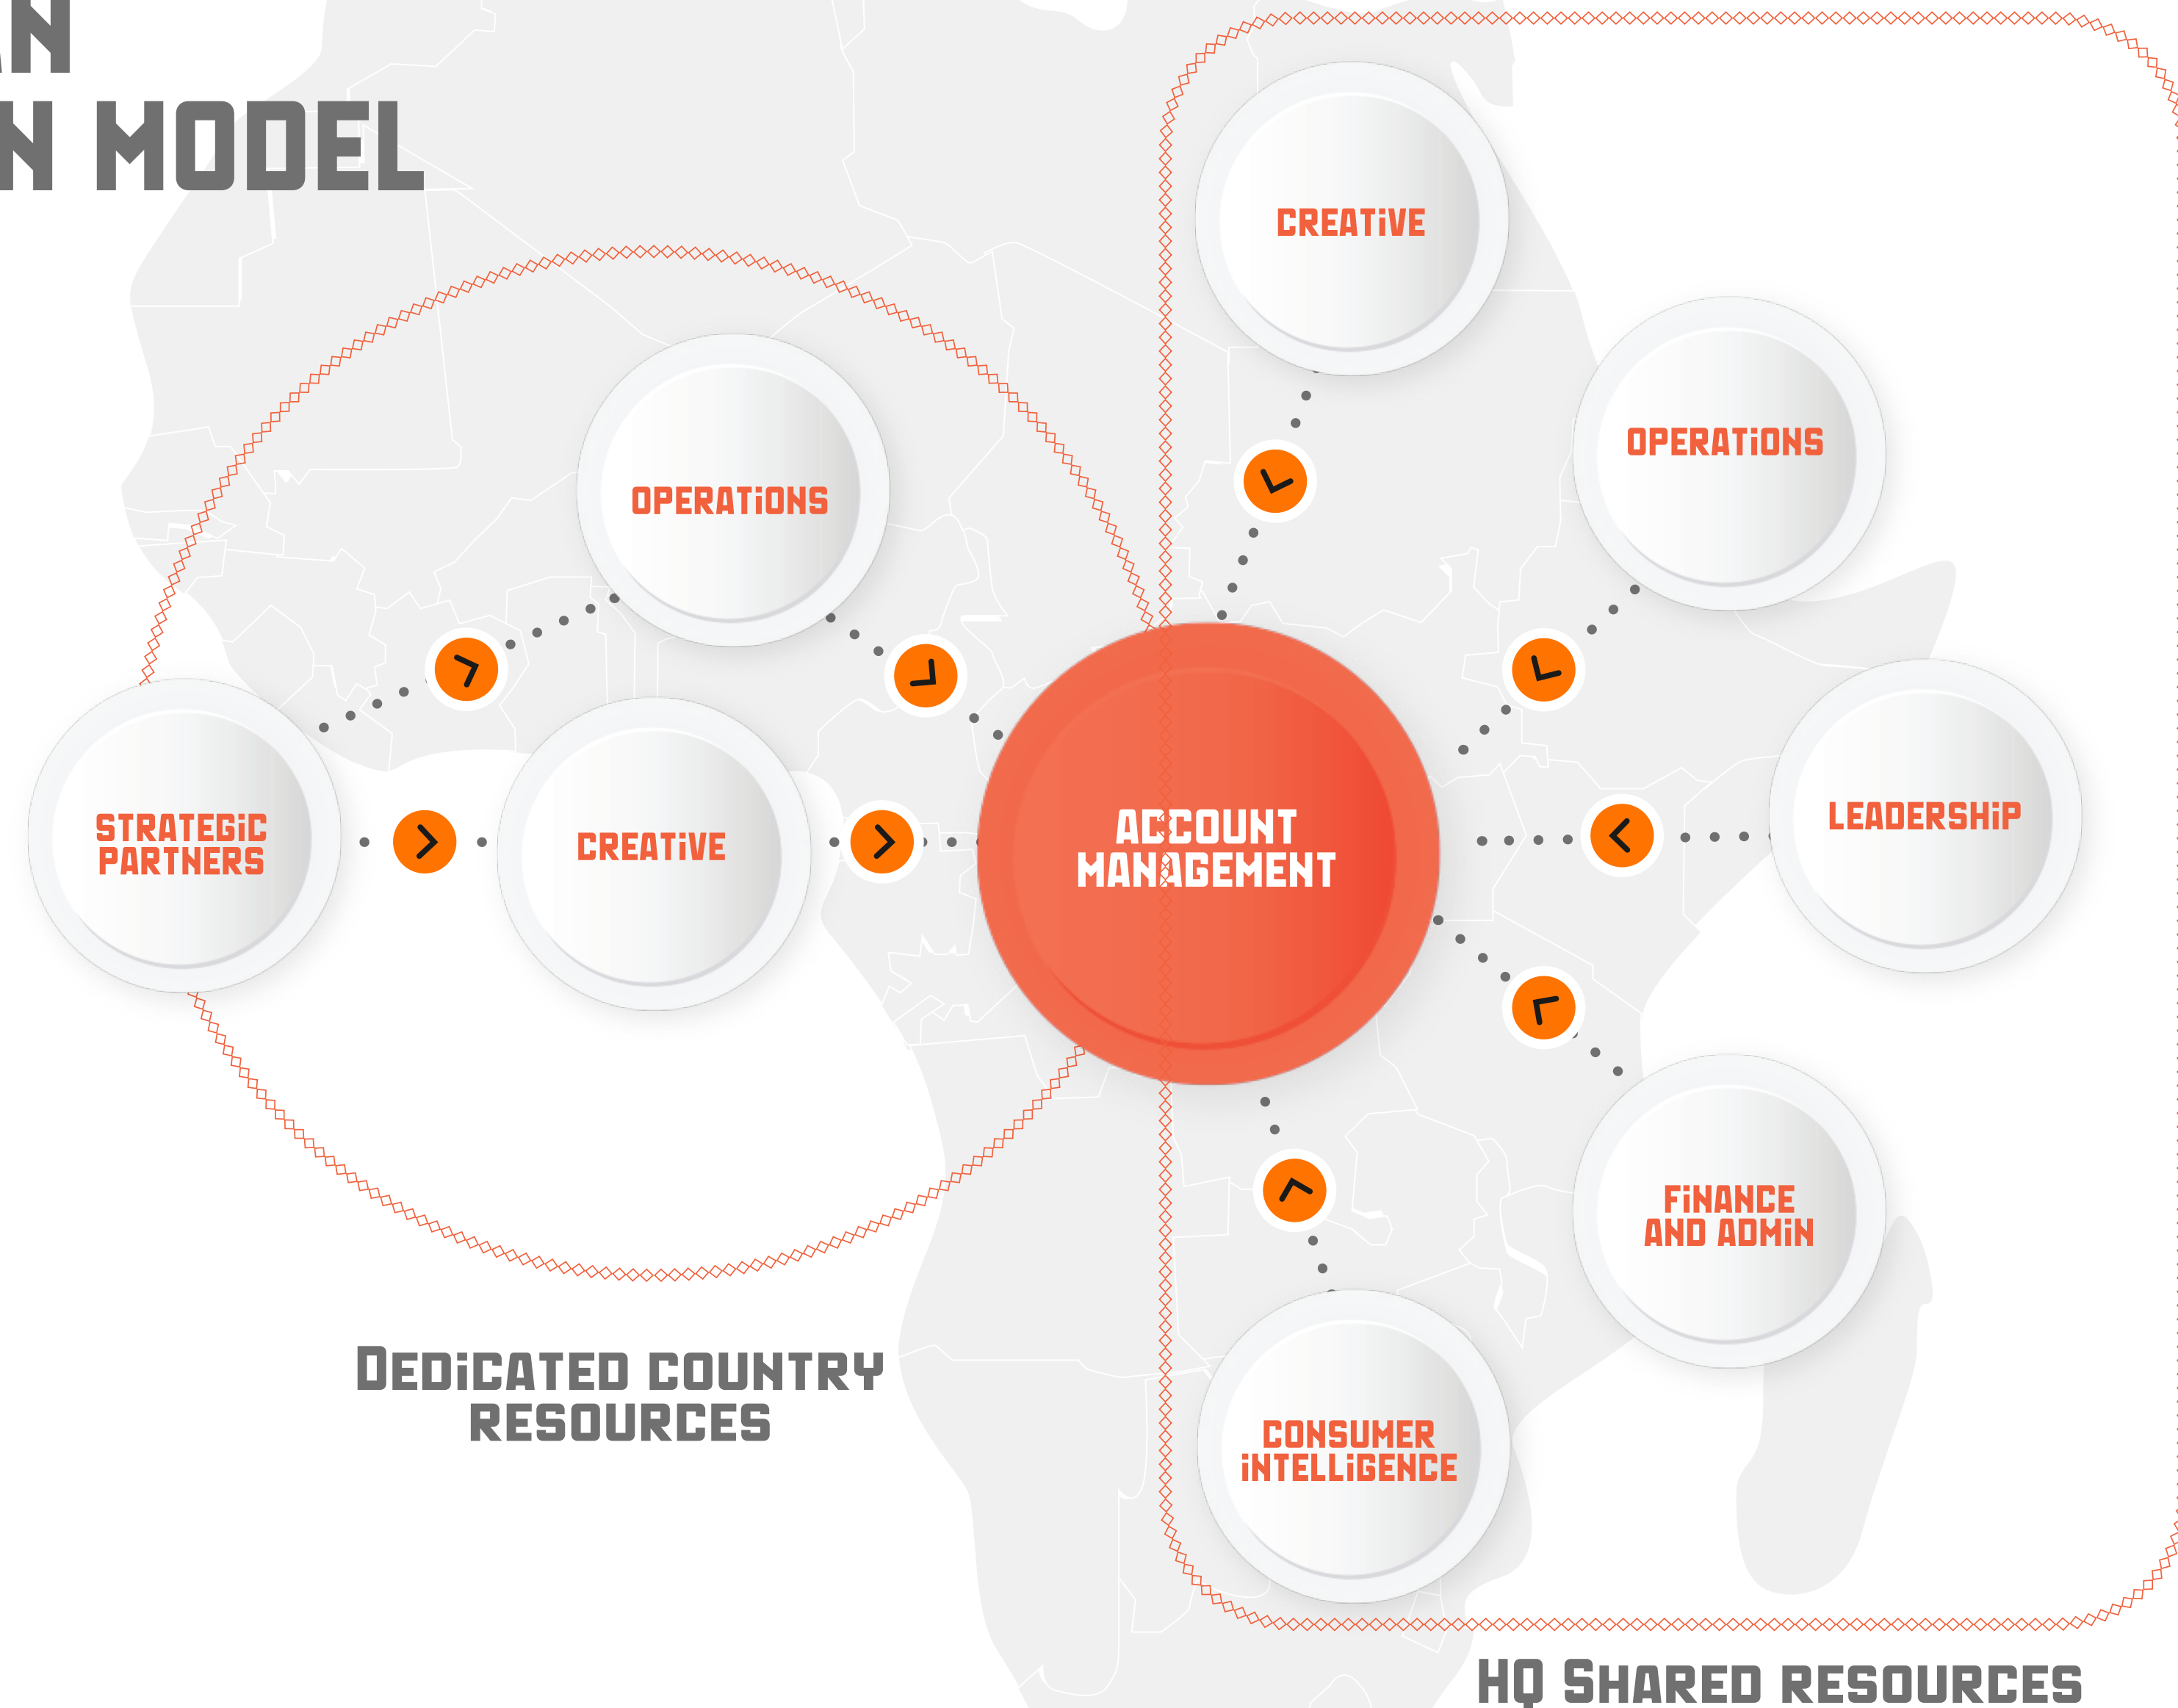 N MODEL
CREATiVE
OPERATiONS
OPERATiONS
STRATEGiC
PARTNERS
CREATiVE
ACCOUNT
MANAGEMENT
LEADERSHiP
FiNANCE
AND ADMiN
DEDiCATED COUNTRY
RESOURCES
CONSUMER
iNTELLiGENCE
HQ SHARED RESOURCES